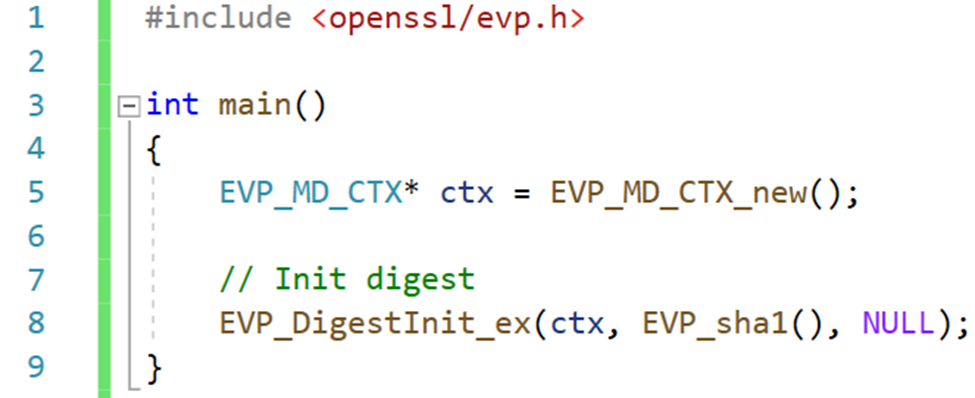 1 #include <openssl/evp.h>
2
3 int main()
4 {
5 EVP_MD_CTX* ctx = EVP_MD_CTX_new();
6
7 // Init digest
8 EVP_DigestInit_ex(ctx, EVP_sha1(), NULL);
9 }